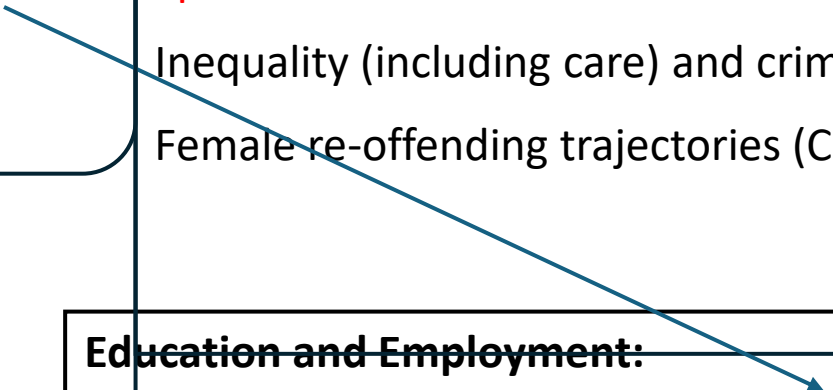 Inequality (including care) and crim
Female re-offending trajectories (C
Education and Employment: